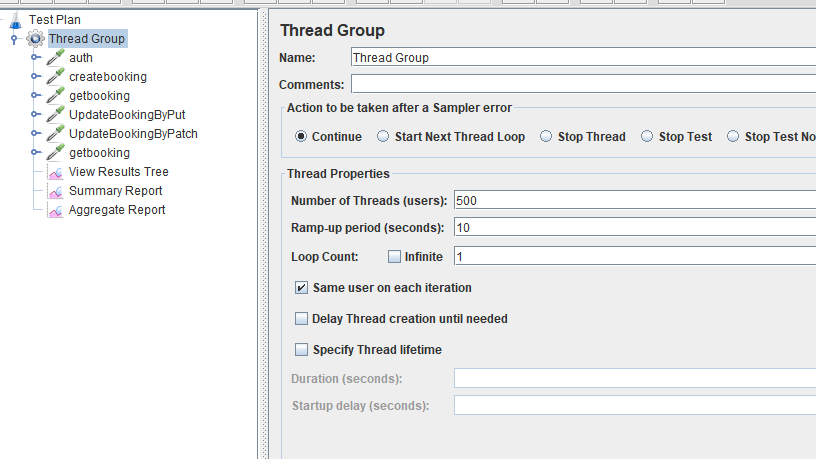 Test Plan
Thread Group
auth
createbooking
getbooking
UpdateBookingByPut
UpdateBookingByPatch
getbooking
View Results Tree
Summary Report
Aggregate Report
Thread Group
Name: Thread Group
Comments:
Action to be taken after a Sampler error
Continue Start Next Thread Loop Stop Thread Stop Test Stop Test No
Thread Properties
Number of Threads (users): 500
Ramp-up period (seconds): 10
Loop Count: Infinite 1
Same user on each iteration
Delay Thread creation until needed
Specify Thread lifetime
Duration (seconds):
Startup delay (seconds):